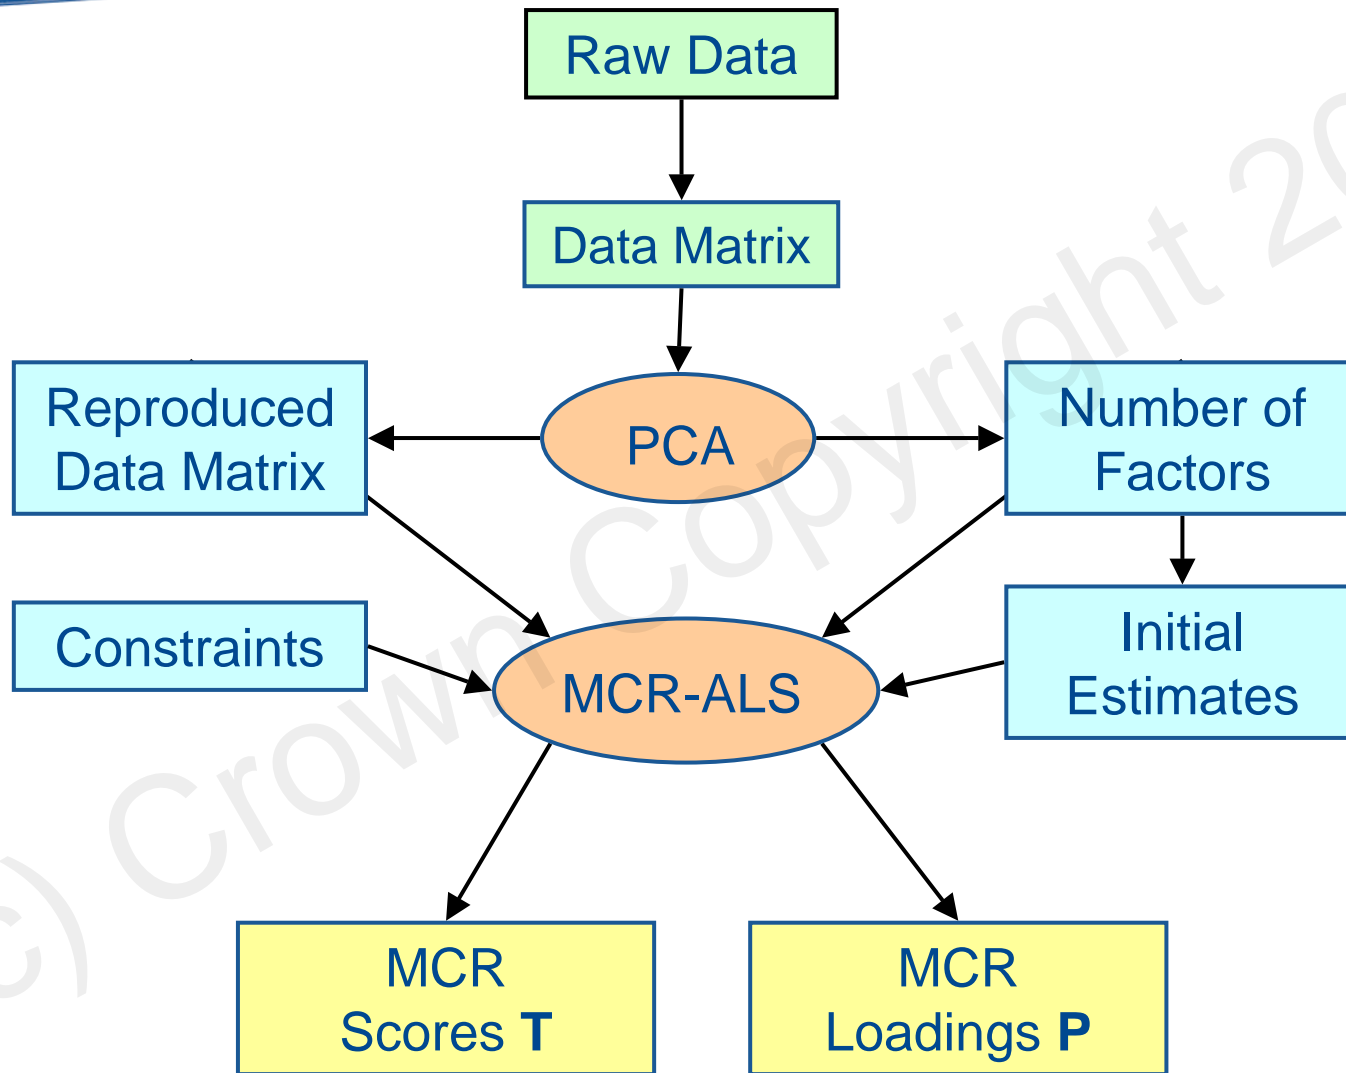 Raw Data
Data Matrix
Reproduced
Data Matrix
PCA
Number of
Factors
Constraints
MCR-ALS
Initial
Estimates
MCR
Scores T
MCR
Loadings P
c) Crown Copyright 20